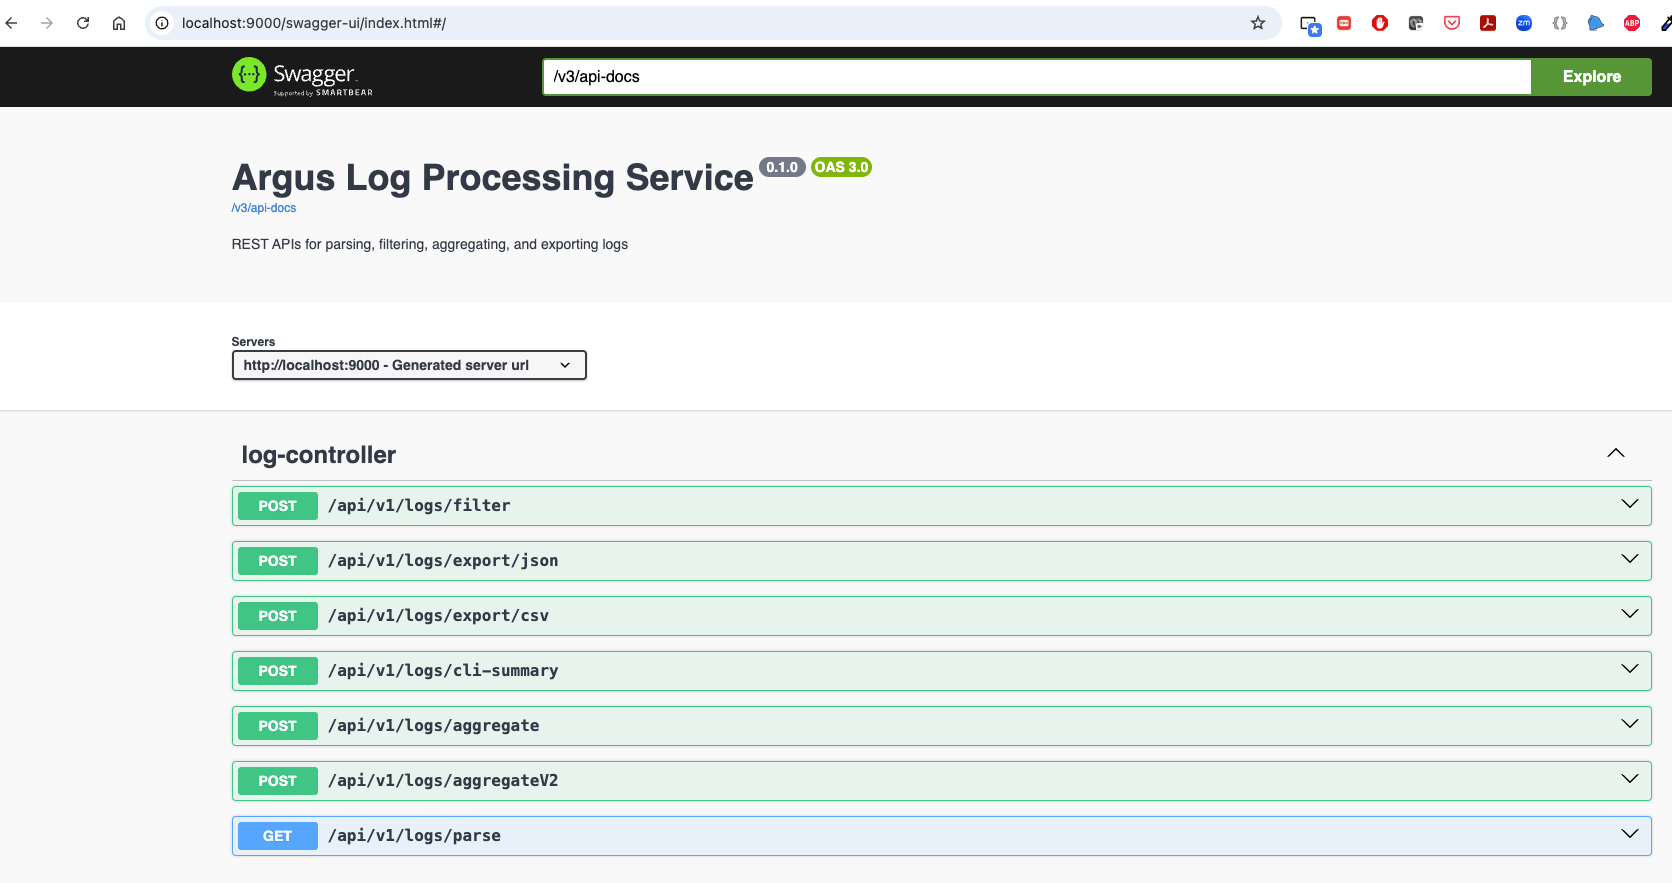 localhost:9000/swagger-ui/index.html#/
zm
ABP
Swagger
Supported by SMARTBEAR
/v3/api-docs
Explore
Argus Log Processing Service 0.1.0 OAS 3.0
/v3/api-docs
REST APIs for parsing, filtering, aggregating, and exporting logs
Servers
http://localhost:9000 - Generated server url
log-controller
POST /api/v1/logs/filter
POST /api/v1/logs/export/json
POST /api/v1/logs/export/csv
POST /api/v1/logs/cli-summary
POST /api/v1/logs/aggregate
POST /api/v1/logs/aggregateV2
GET /api/v1/logs/parse